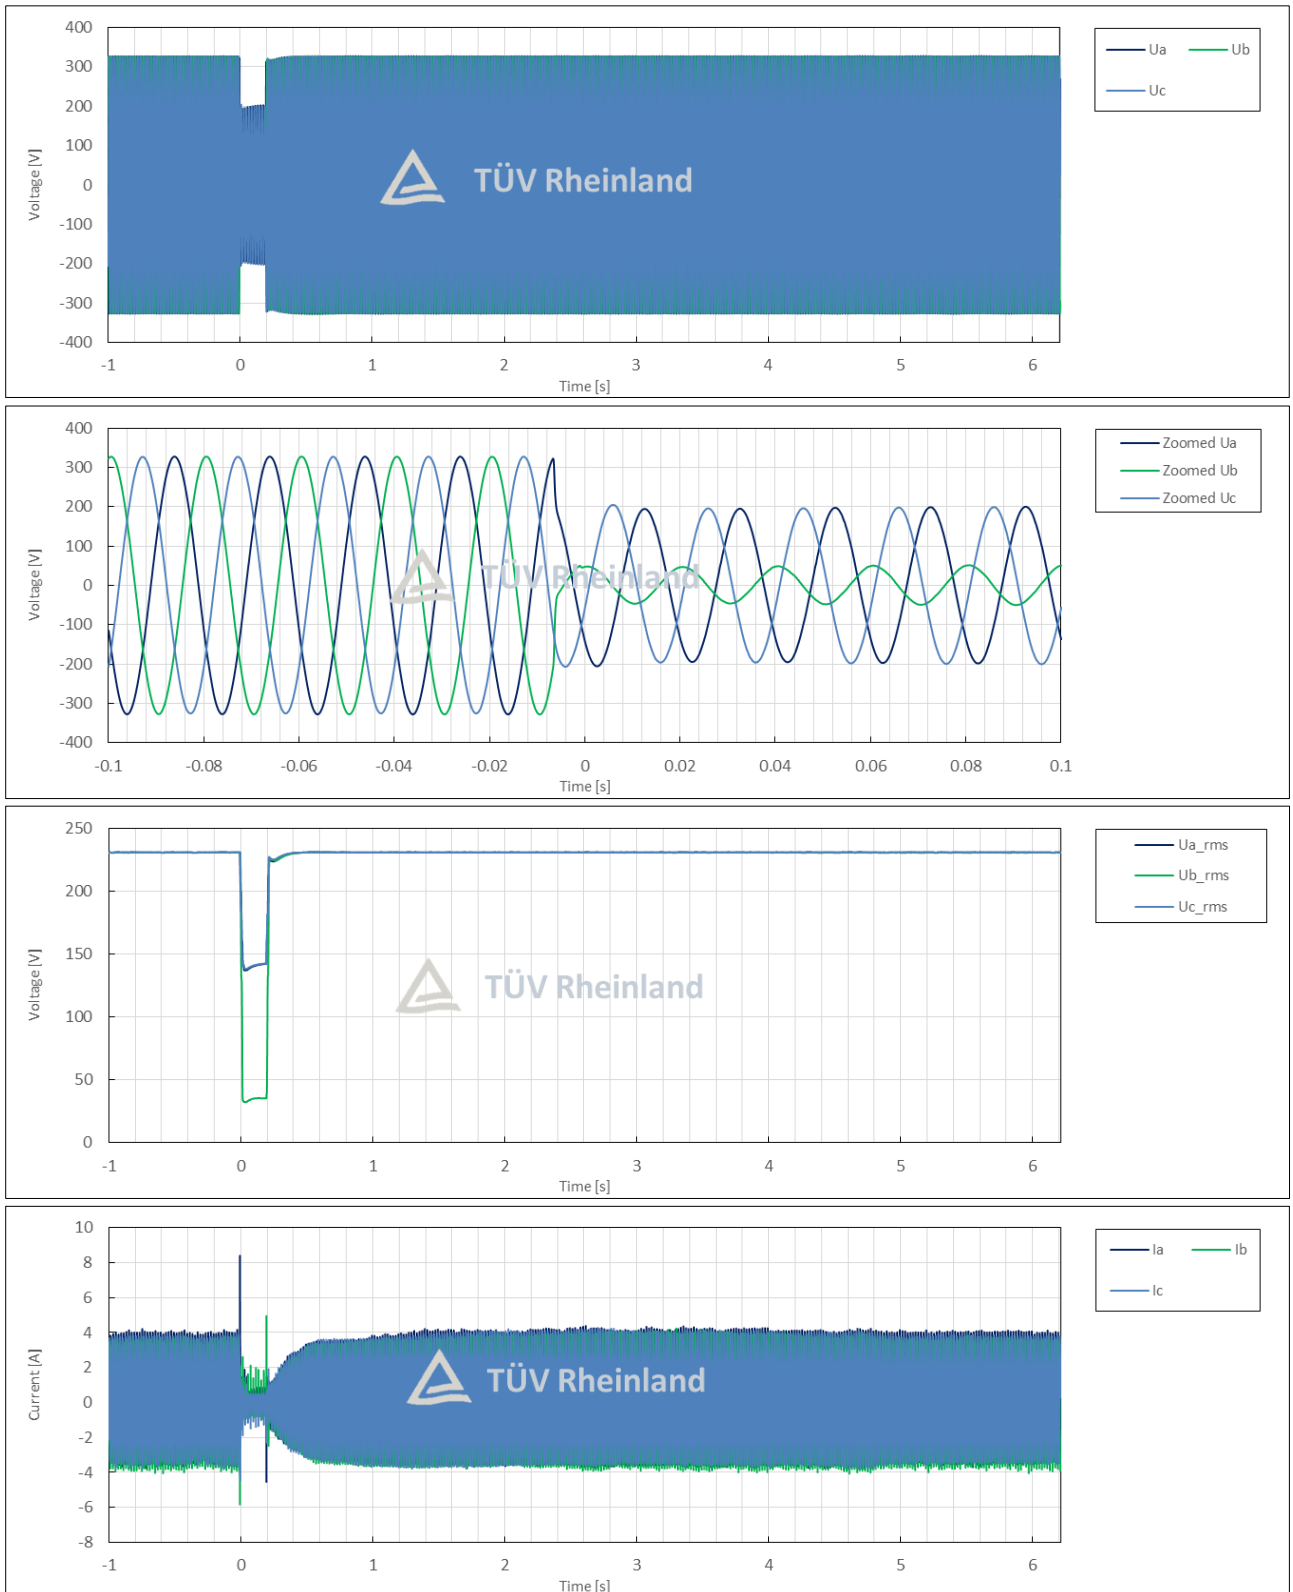 400
300
200
100
0
-100
-200
-300
-400
Voltage [V]
-1 0 1 2 3 4 5 6
Time [s]
TÜV Rheinland
Ua Ub
Uc
400
300
200
100
0
-100
-200
-300
-400
Voltage [V]
-0.1 -0.08 -0.06 -0.04 -0.02 0 0.02 0.04 0.06 0.08 0.1
Time [s]
TÜV Rheinland
Zoomed Ua
Zoomed Ub
Zoomed Uc
250
200
150
100
50
0
Voltage [V]
-1 0 1 2 3 4 5 6
Time [s]
TÜV Rheinland
Ua_rms
Ub_rms
Uc_rms
10
8
6
4
2
0
-2
-4
-6
-8
Current [A]
-1 0 1 2 3 4 5 6
Time [s]
TÜV Rheinland
Ia Ib
Ic